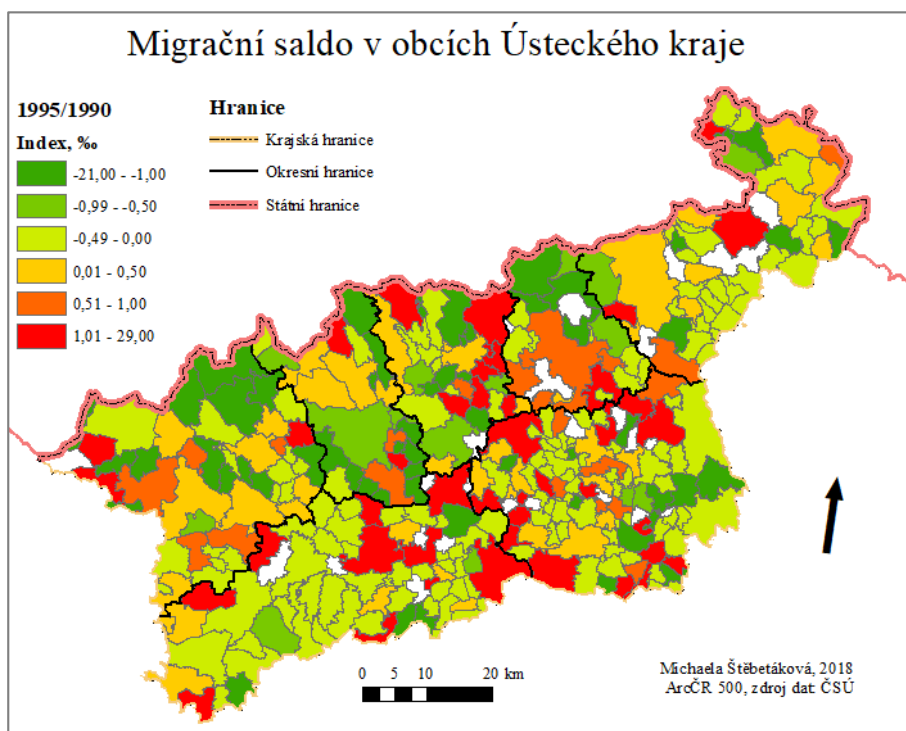 Migrační saldo v obcích Ústeckého kraje
1995/1990
Index, ‰
-21,00 - -1,00
-0,99 - -0,50
-0,49 - 0,00
0,01 - 0,50
0,51 - 1,00
1,01 - 29,00
Hranice
Krajská hranice
Okresní hranice
Státní hranice
0 5 10 20 km
Michaela Štěbetáková, 2018
ArcČR 500, zdroj dat: ČSÚ